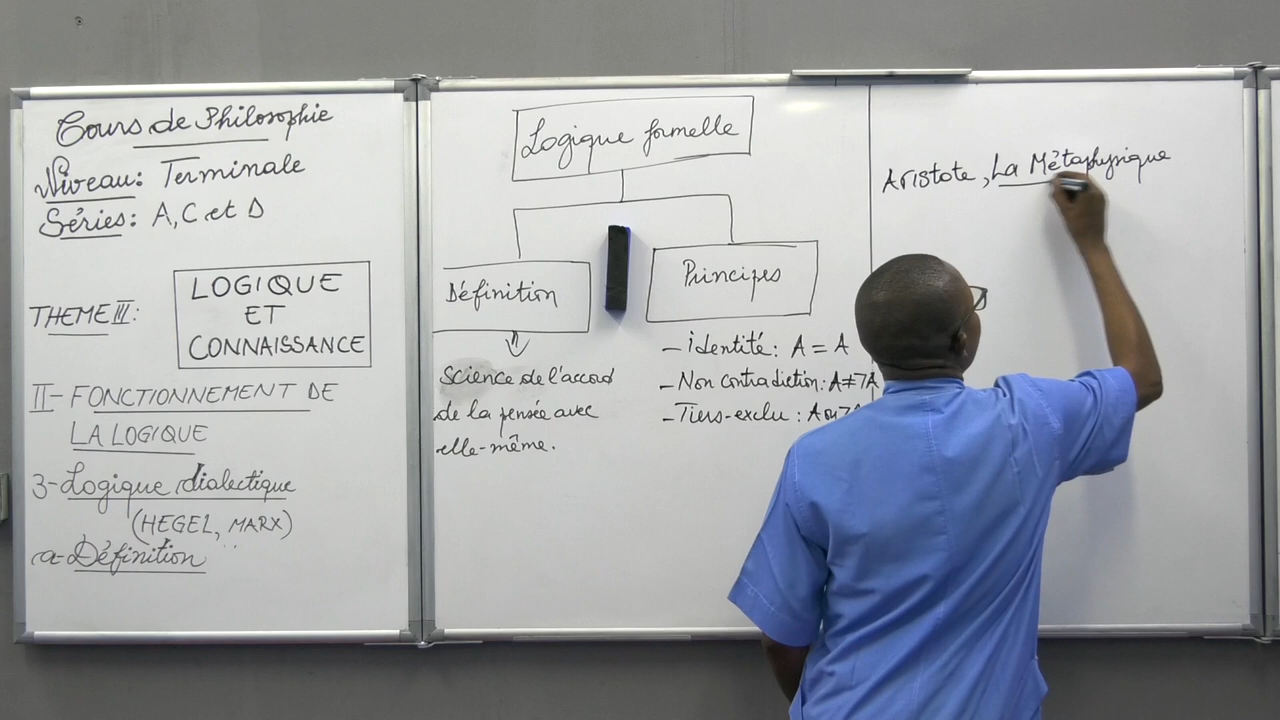 Cours de Philosophie
Niveau: Terminale
Séries: A, C et D
THEME III:
LOGIQUE
ET
CONNAISSANCE
II- FONCTIONNEMENT DE
LA LOGIQUE
3- Logique dialectique
(HEGEL, MARX)
a- Définition
Logique formelle
Définition
Science de l'accord
de la pensée avec
elle-même.
Principes
- identité: A = A
- Non contradiction: A≠7A
- Tiers-exclu: A ou 7A
Aristote, La Métaphysique